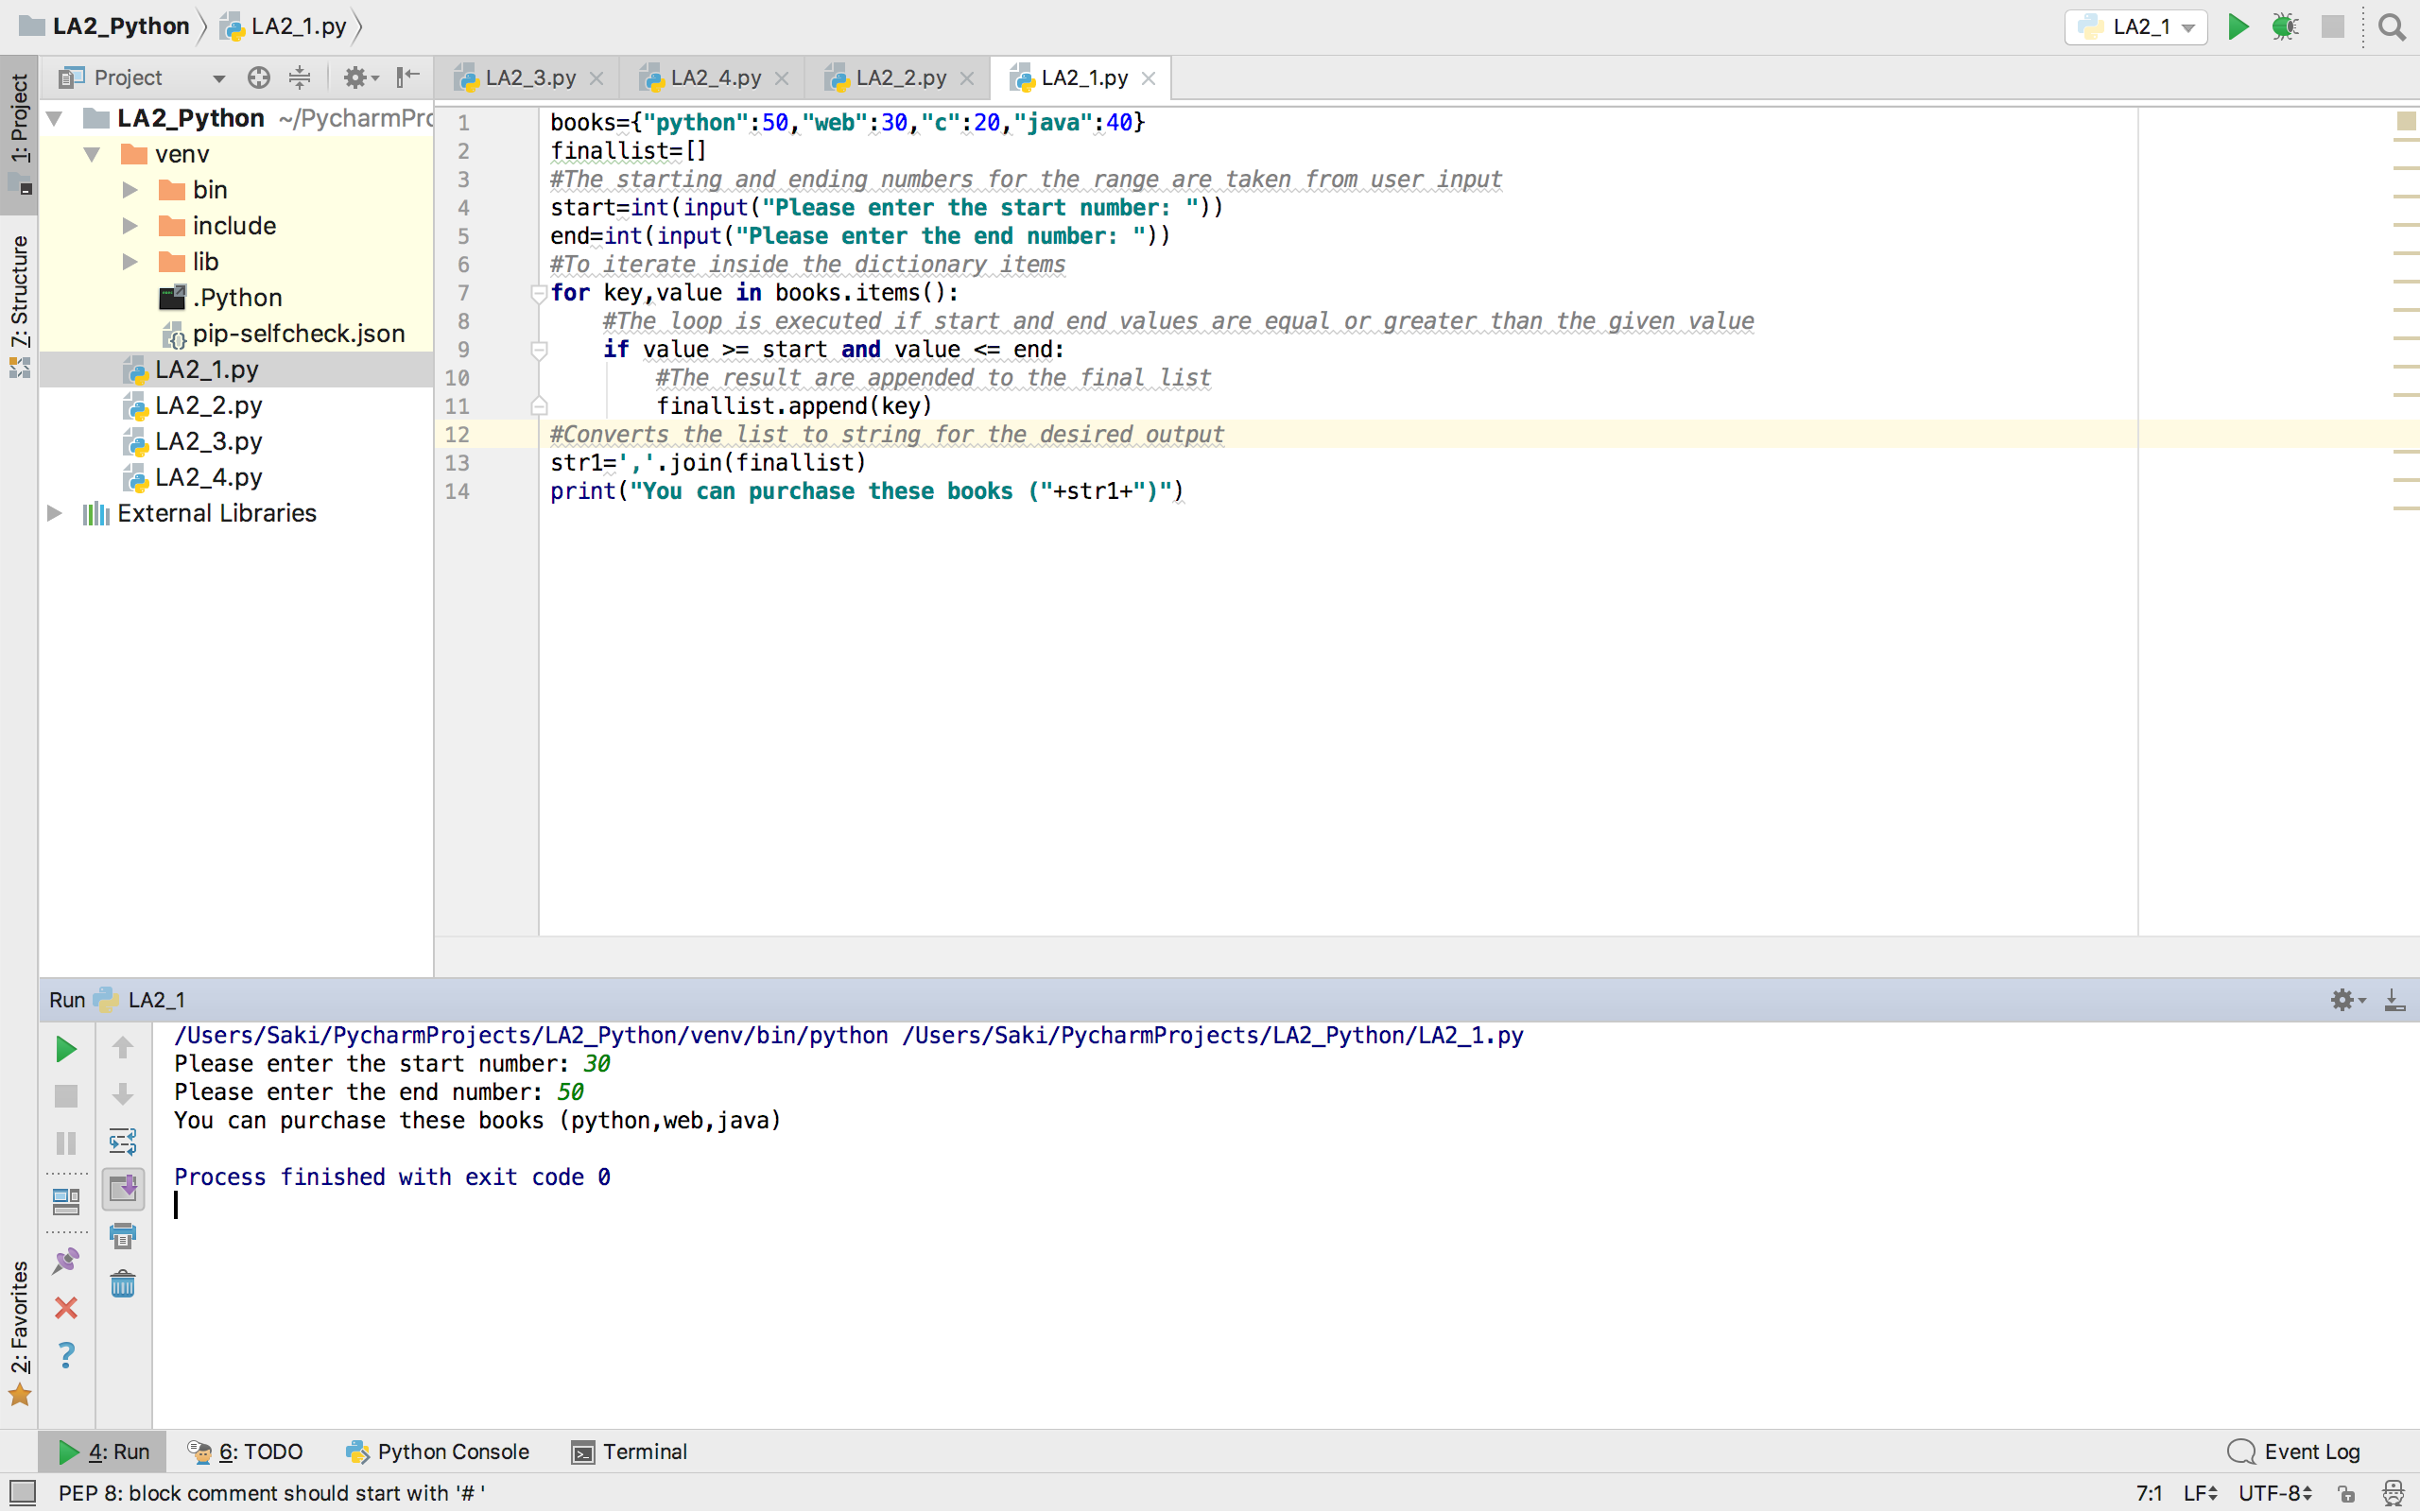 LA2_Python LA2_1.py LA2_1
1: Project
7: Structure
2: Favorites
Project
LA2_Python ~/PycharmPro
venv
bin
include
lib
.Python
pip-selfcheck.json
LA2_1.py
LA2_2.py
LA2_3.py
LA2_4.py
External Libraries
LA2_3.py LA2_4.py LA2_2.py LA2_1.py
1 books={"python":50,"web":30,"c":20,"java":40}
2 finallist=[]
3 #The starting and ending numbers for the range are taken from user input
4 start=int(input("Please enter the start number: "))
5 end=int(input("Please enter the end number: "))
6 #To iterate inside the dictionary items
7 for key,value in books.items():
8 #The loop is executed if start and end values are equal or greater than the given value
9 if value >= start and value <= end:
10 #The result are appended to the final list
11 finallist.append(key)
12 #Converts the list to string for the desired output
13 str1=','.join(finallist)
14 print("You can purchase these books ("+str1+")")
Run LA2_1
/Users/Saki/PycharmProjects/LA2_Python/venv/bin/python /Users/Saki/PycharmProjects/LA2_Python/LA2_1.py
Please enter the start number: 30
Please enter the end number: 50
You can purchase these books (python,web,java)
Process finished with exit code 0
4: Run 6: TODO Python Console Terminal Event Log
PEP 8: block comment should start with '# ' 7:1 LF UTF-8